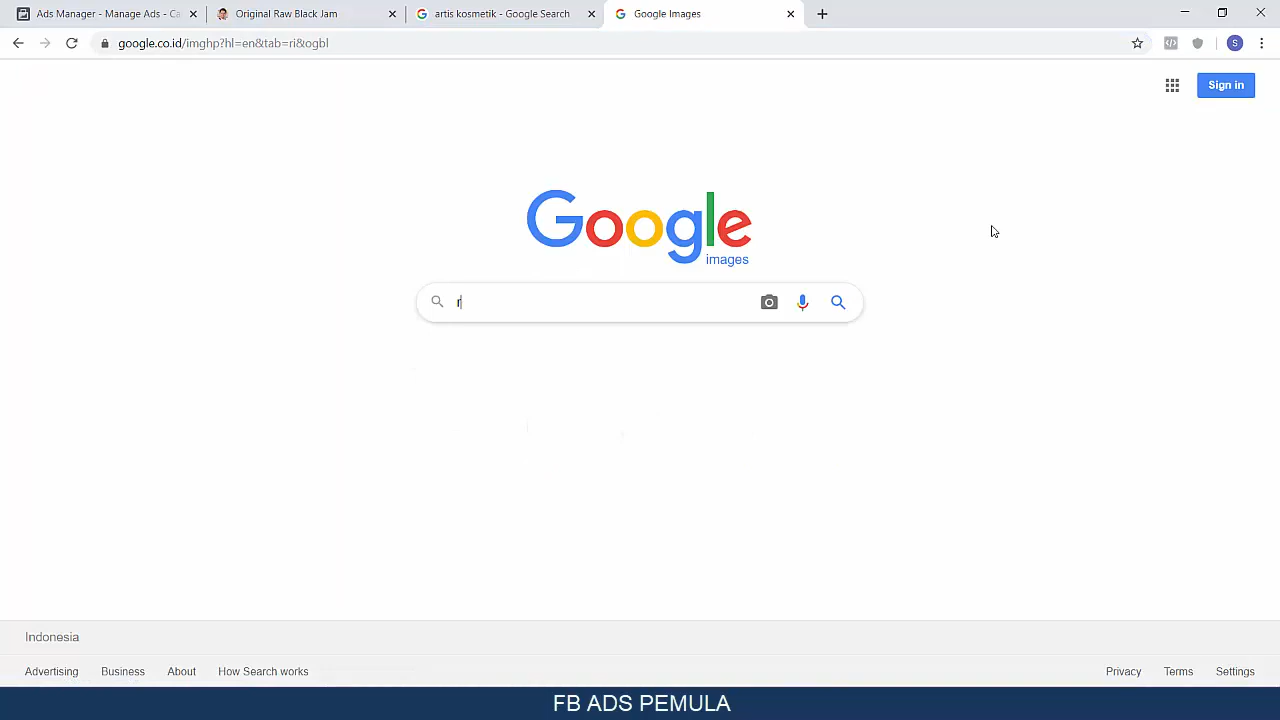 Ads Manager - Manage Ads - Ca
Original Raw Black Jam
artis kosmetik - Google Search
Google Images
google.co.id/imghp?hl=en&tab=ri&ogbl
S
Sign in
Google
images
r
Indonesia
Advertising
Business
About
How Search works
Privacy
Terms
Settings
FB ADS PEMULA